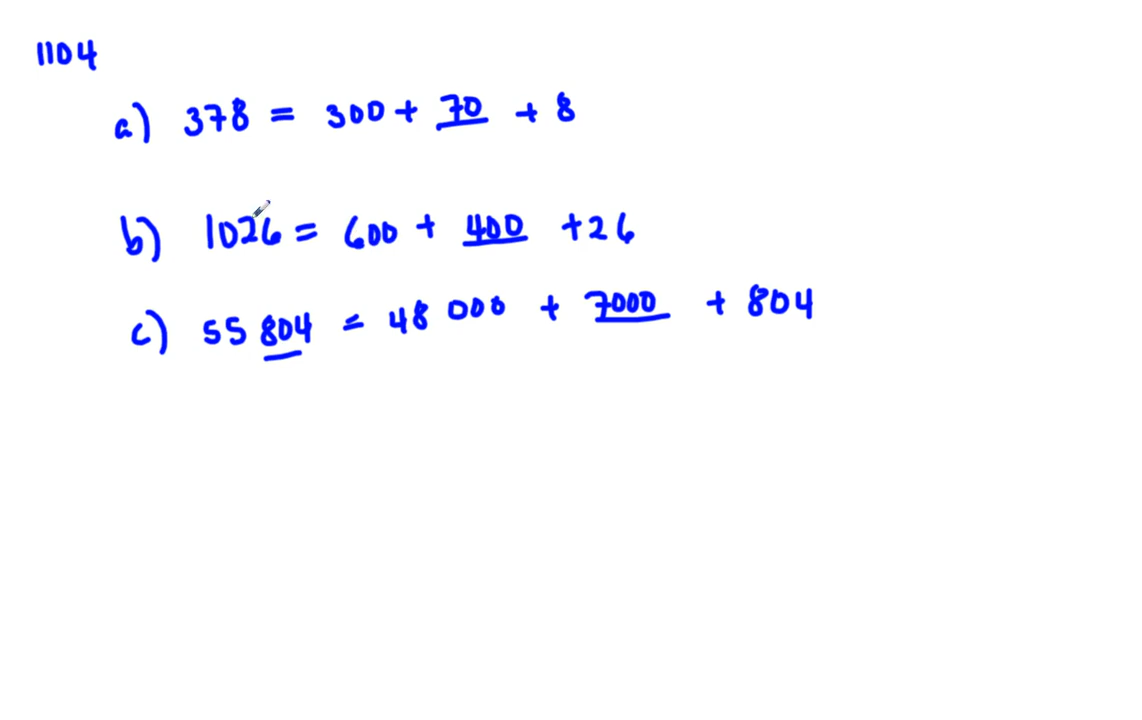 1104
a) 378 = 300 + 70 + 8
b) 1026 = 600 + 400 + 26
c) 55 804 = 48 000 + 7000 + 804